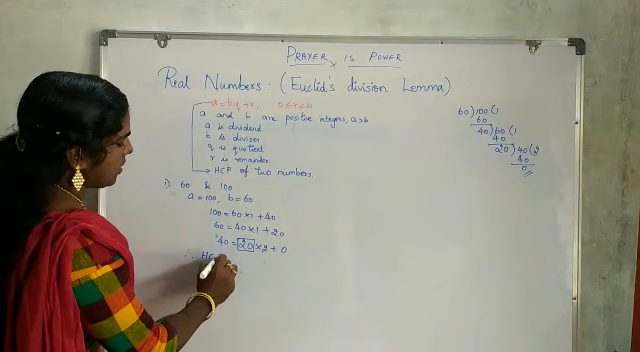 PRAYER IS POWER
Real Numbers : (Euclid's division Lemma)
a = bq + r, 0 ≤ r < b
a and b are positive integers, a > b
a is dividend
b is divisor
q is quotient
r is remainder
HCF of two numbers.
1) 60 & 100
a = 100, b = 60
100 = 60 × 1 + 40
60 = 40 × 1 + 20
40 = 20 × 2 + 0
∴ HC
60 ) 100 ( 1
60
40 ) 60 ( 1
40
20 ) 40 ( 2
40
0 //